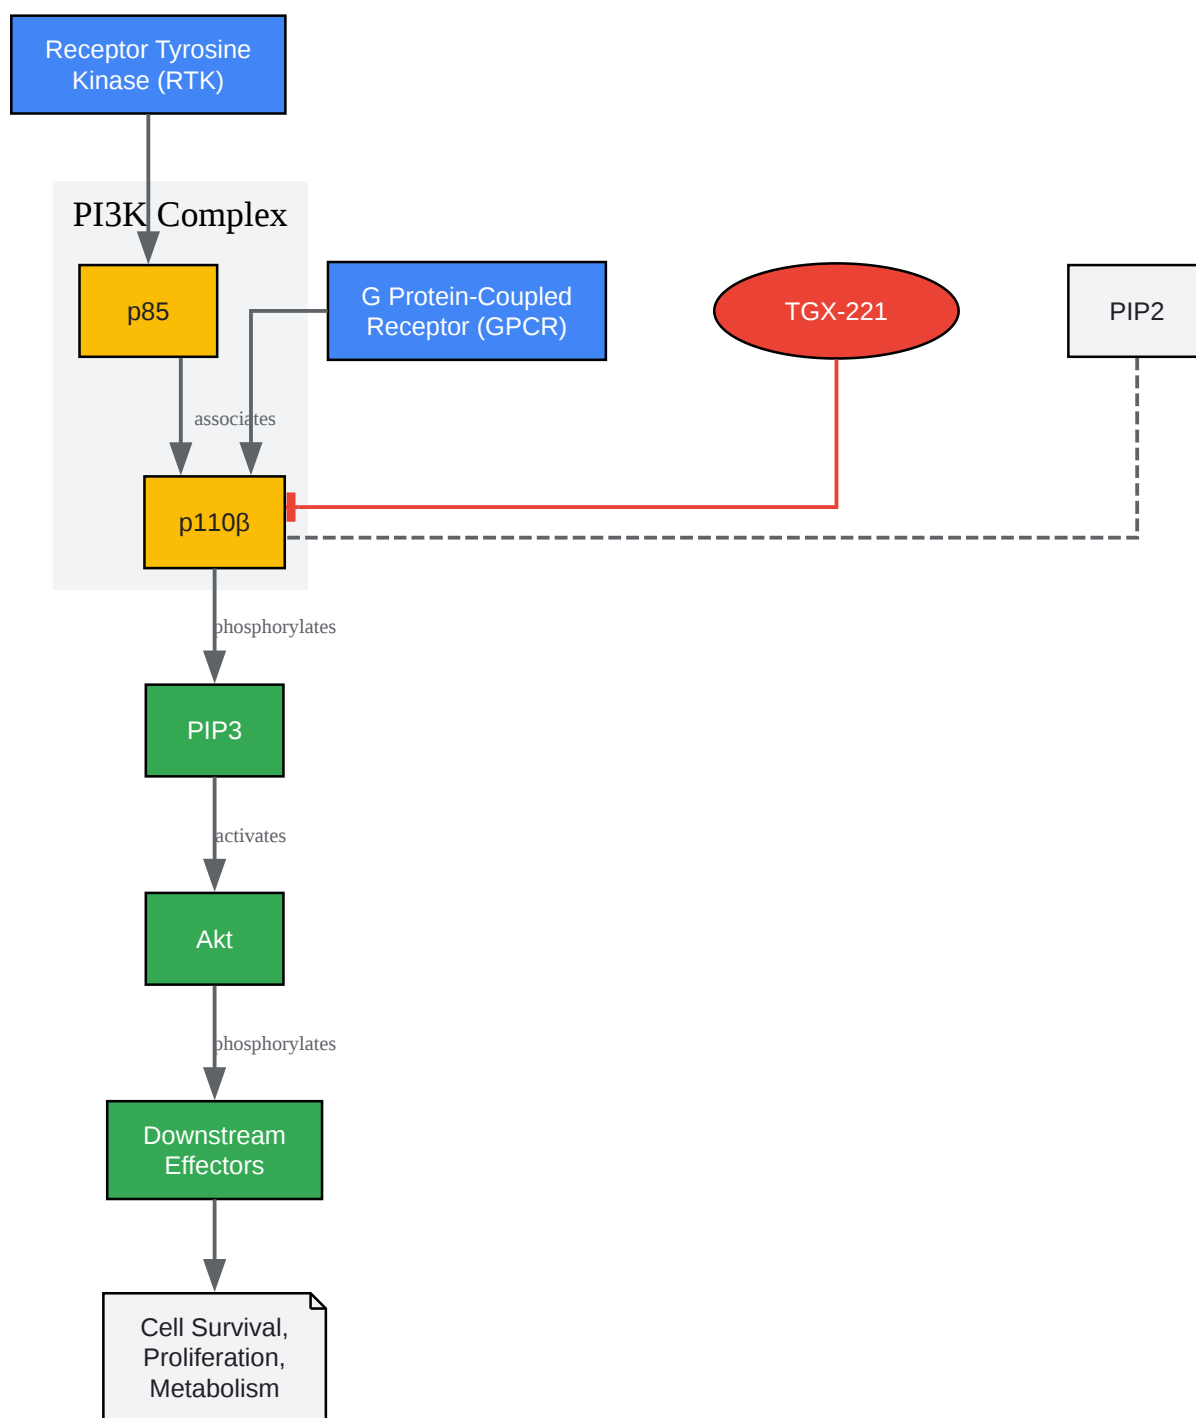 Receptor Tyrosine
Kinase (RTK)
PI3K Complex
p85
G Protein-Coupled
Receptor (GPCR)
TGX-221
PIP2
associates
p110β
phosphorylates
PIP3
activates
Akt
phosphorylates
Downstream
Effectors
Cell Survival,
Proliferation,
Metabolism